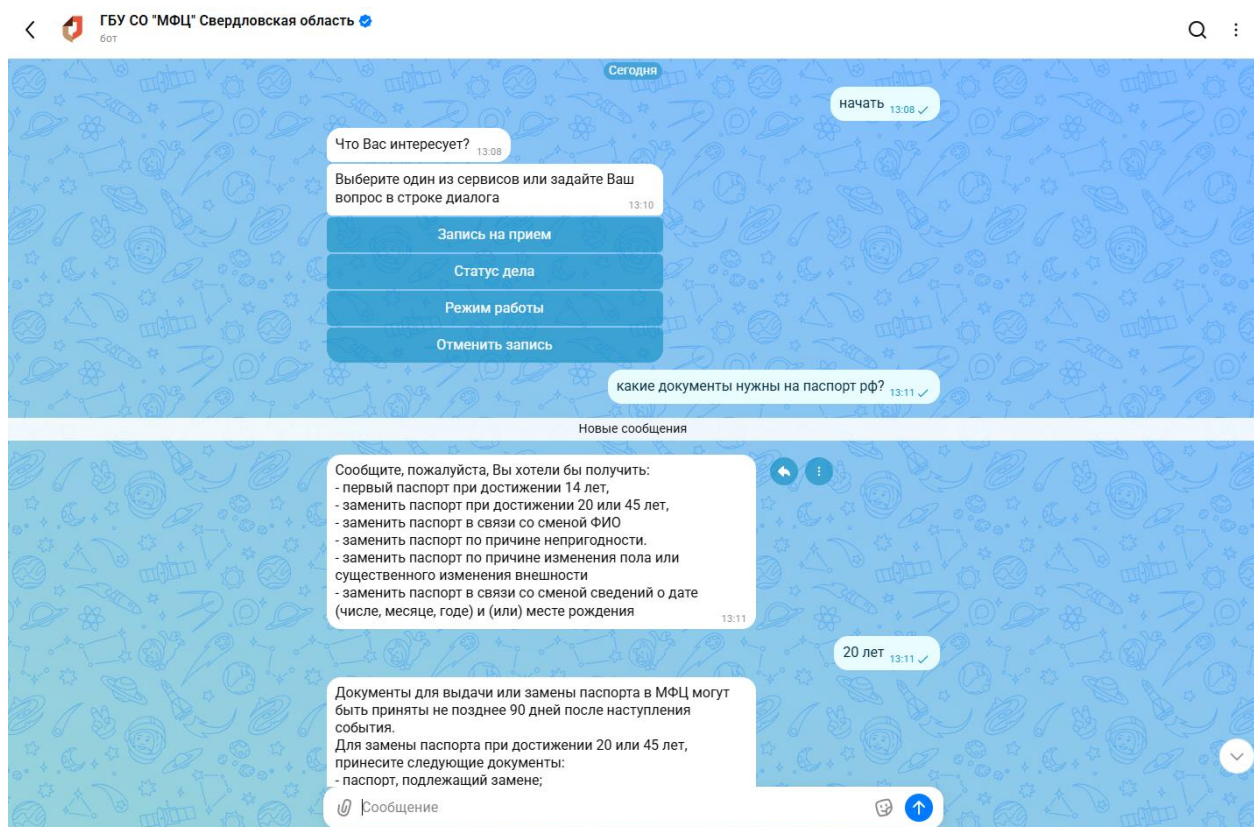 ГБУ СО "МФЦ" Свердловская область
бот
Сегодня
начать 13:08
Что Вас интересует? 13:08
Выберите один из сервисов или задайте Ваш
вопрос в строке диалога 13:10
Запись на прием
Статус дела
Режим работы
Отменить запись
какие документы нужны на паспорт рф? 13:11
Новые сообщения
Сообщите, пожалуйста, Вы хотели бы получить:
- первый паспорт при достижении 14 лет,
- заменить паспорт при достижении 20 или 45 лет,
- заменить паспорт в связи со сменой ФИО
- заменить паспорт по причине непригодности.
- заменить паспорт по причине изменения пола или
существенного изменения внешности
- заменить паспорт в связи со сменой сведений о дате
(числе, месяце, годе) и (или) месте рождения 13:11
20 лет 13:11
Документы для выдачи или замены паспорта в МФЦ могут
быть приняты не позднее 90 дней после наступления
события.
Для замены паспорта при достижении 20 или 45 лет,
принесите следующие документы:
- паспорт, подлежащий замене;
Сообщение